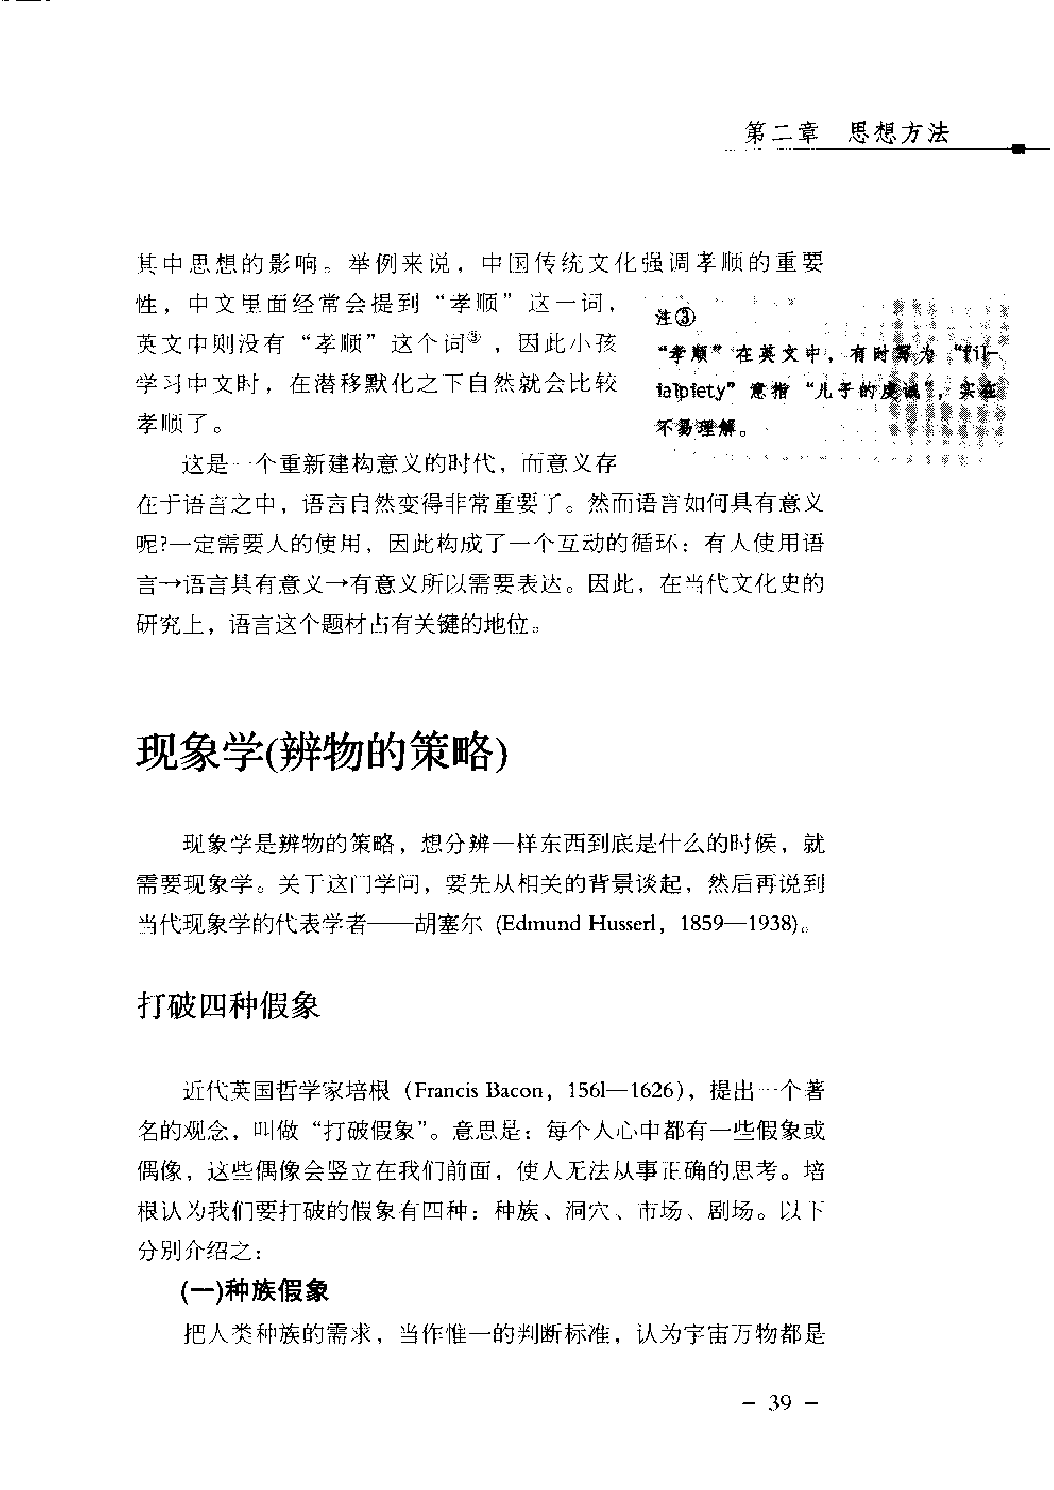 第二章 思想方法
其中思想的影响。举例来说，中国传统文化强调孝顺的重要
性，中文里面经常会提到“孝顺”这一词，
英文中则没有“孝顺”这个词③，因此小孩
学习中文时，在潜移默化之下自然就会比较
孝顺了。
注③
“孝顺”在英文中，有时写为“fil-
ialpiety”意指“儿子的虔诚”，实在
不易理解。
这是一个重新建构意义的时代，而意义存
在于语言之中，语言自然变得非常重要了。然而语言如何具有意义
呢?一定需要人的使用，因此构成了一个互动的循环：有人使用语
言→语言具有意义→有意义所以需要表达。因此，在当代文化史的
研究上，语言这个题材占有关键的地位。
现象学(辨物的策略)
现象学是辨物的策略，想分辨一样东西到底是什么的时候，就
需要现象学。关于这门学问，要先从相关的背景谈起，然后再说到
当代现象学的代表学者——胡塞尔 (Edmund Husserl，1859—1938)。
打破四种假象
近代英国哲学家培根（Francis Bacon，1561—1626)，提出一个著
名的观念，叫做“打破假象”。意思是：每个人心中都有一些假象或
偶像，这些偶像会竖立在我们前面，使人无法从事正确的思考。培
根认为我们要打破的假象有四种：种族、洞穴、市场、剧场。以下
分别介绍之：
(一)种族假象
把人类种族的需求，当作惟一的判断标准，认为宇宙万物都是
－ 39 －